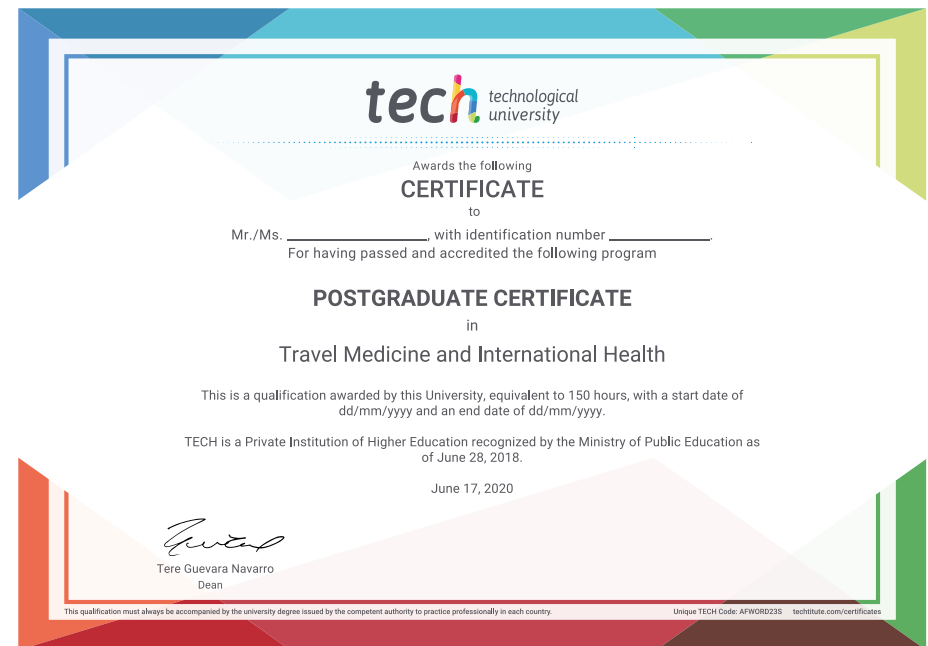 tech technological
university
Awards the following
CERTIFICATE
to
Mr./Ms. ____________________, with identification number ______________.
For having passed and accredited the following program
POSTGRADUATE CERTIFICATE
in
Travel Medicine and International Health
This is a qualification awarded by this University, equivalent to 150 hours, with a start date of
dd/mm/yyyy and an end date of dd/mm/yyyy.
TECH is a Private Institution of Higher Education recognized by the Ministry of Public Education as
of June 28, 2018.
June 17, 2020
Tere Guevara Navarro
Dean
This qualification must always be accompanied by the university degree issued by the competent authority to practice professionally in each country.
Unique TECH Code: AFWORD23S techtitute.com/certificates